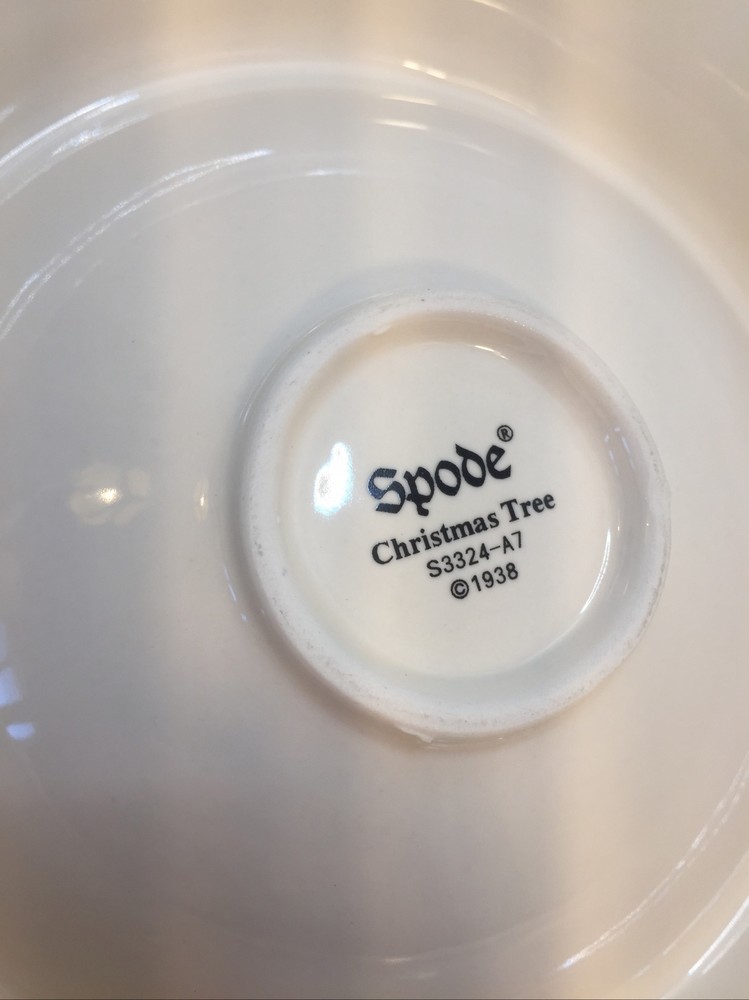 Spode®
Christmas Tree
S3324-A7
©1938